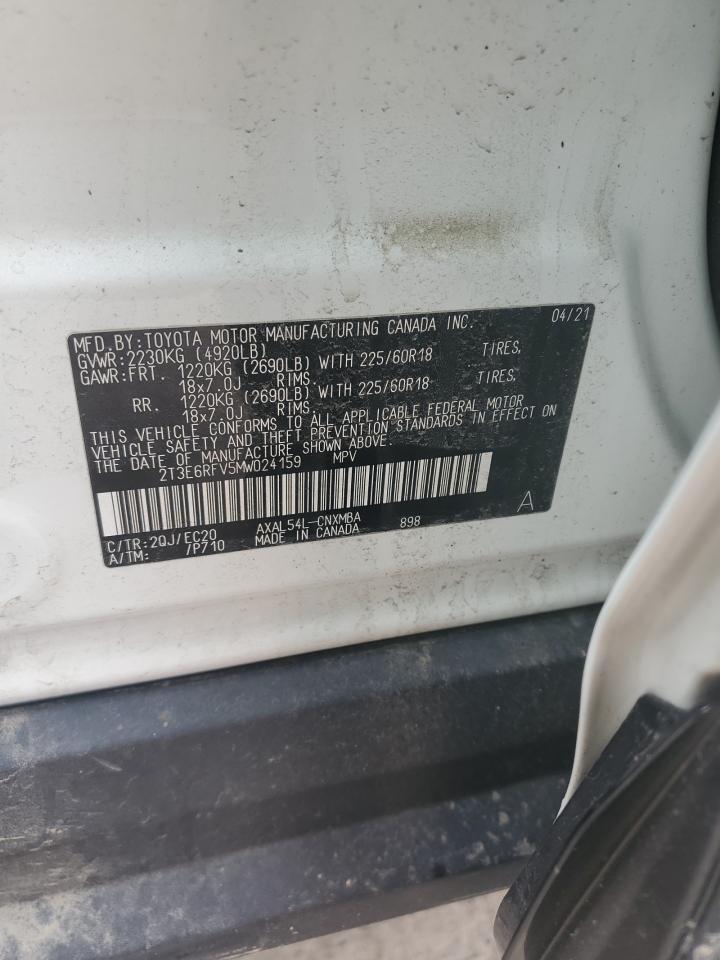 MFD.BY:TOYOTA MOTOR MANUFACTURING CANADA INC. 04/21
GVWR:2230KG (4920LB)
GAWR:FRT. 1220KG (2690LB) WITH 225/60R18 TIRES,
18x7.0J RIMS.
RR. 1220KG (2690LB) WITH 225/60R18 TIRES,
18x7.0J RIMS.
THIS VEHICLE CONFORMS TO ALL APPLICABLE FEDERAL MOTOR
VEHICLE SAFETY AND THEFT PREVENTION STANDARDS IN EFFECT ON
THE DATE OF MANUFACTURE SHOWN ABOVE.
2T3E6RFV5MW024159 MPV
C/TR:2QJ/EC20 AXAL54L-CNXMBA 898 A
A/TM: /P710 MADE IN CANADA